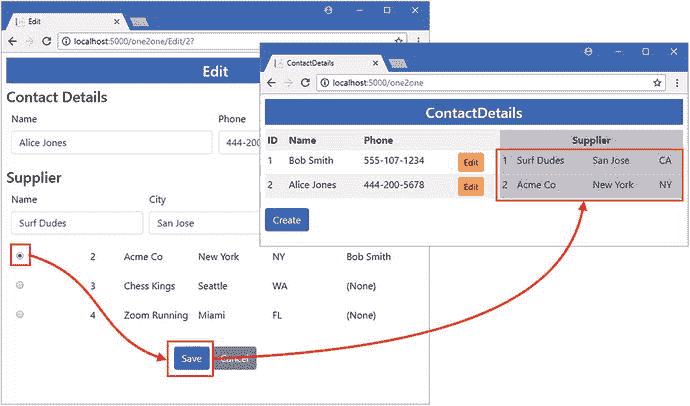 Edit
localhost:5000/one2one/Edit/2?
Edit
Contact Details
Name Phone
Alice Jones 444-200
Supplier
Name City
Surf Dudes San Jose
2 Acme Co New York NY Bob Smith
3 Chess Kings Seattle WA (None)
4 Zoom Running Miami FL (None)
Save Cancel
ContactDetails
localhost:5000/one2one
ContactDetails
ID Name Phone Supplier
1 Bob Smith 555-107-1234 Edit 1 Surf Dudes San Jose CA
2 Alice Jones 444-200-5678 Edit 2 Acme Co New York NY
Create